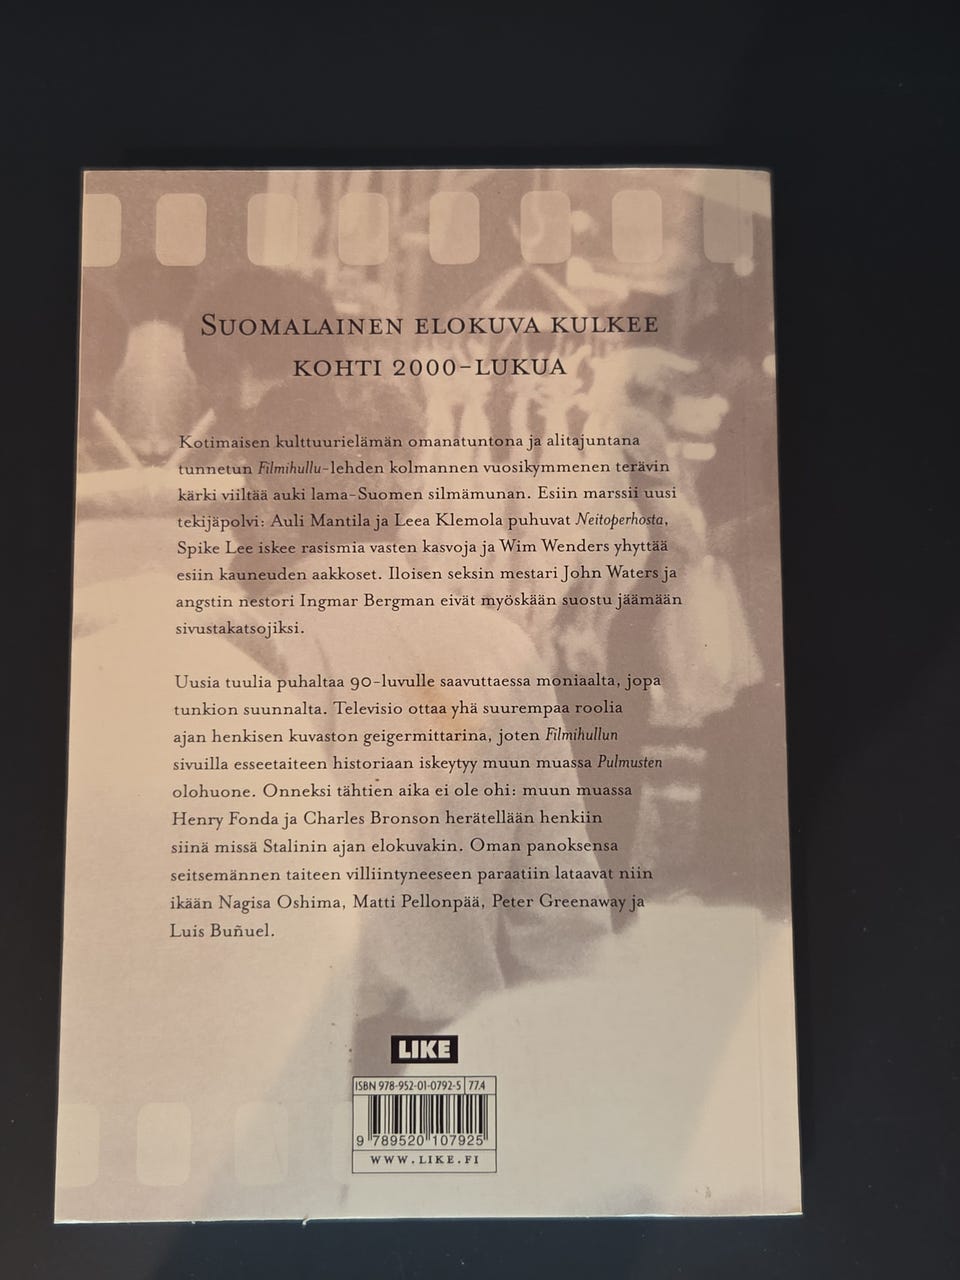 SUOMALAINEN ELOKUVA KULKEE
KOHTI 2000-LUKUA
Kotimaisen kulttuurielämän omanatuntona ja alitajuntana
tunnetun Filmihullu-lehden kolmannen vuosikymmenen terävin
kärki viiltää auki lama-Suomen silmämunan. Esiin marssii uusi
tekijäpolvi: Auli Mantila ja Leea Klemola puhuvat Neitoperhosta,
Spike Lee iskee rasismia vasten kasvoja ja Wim Wenders yhyttää
esiin kauneuden aakkoset. Iloisen seksin mestari John Waters ja
angstin nestori Ingmar Bergman eivät myöskään suostu jäämään
sivustakatsojiksi.
Uusia tuulia puhaltaa 90-luvulle saavuttaessa moniaalta, jopa
tunkion suunnalta. Televisio ottaa yhä suurempaa roolia
ajan henkisen kuvaston geigermittarina, joten Filmihullun
sivuilla esseetaiteen historiaan iskeytyy muun muassa Pulmusten
olohuone. Onneksi tähtien aika ei ole ohi: muun muassa
Henry Fonda ja Charles Bronson herätellään henkiin
siinä missä Stalinin ajan elokuvakin. Oman panoksensa
seitsemännen taiteen villiintyneeseen paraatiin lataavat niin
ikään Nagisa Oshima, Matti Pellonpää, Peter Greenaway ja
Luis Buñuel.
LIKE
ISBN 978-952-01-0792-5 77.4
9 789520 107925
WWW.LIKE.FI